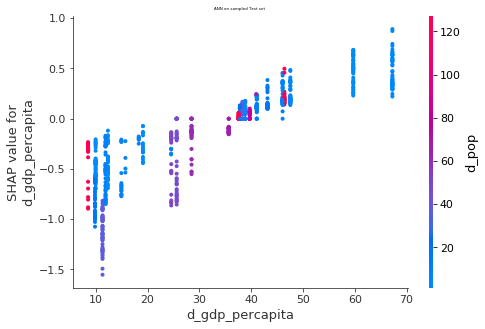 ANN on sampled Test set
1.0
0.5
0.0
−0.5
−1.0
−1.5
SHAP value for
d_gdp_percapita
10 20 30 40 50 60 70
d_gdp_percapita
120
100
80
60
40
20
d_pop